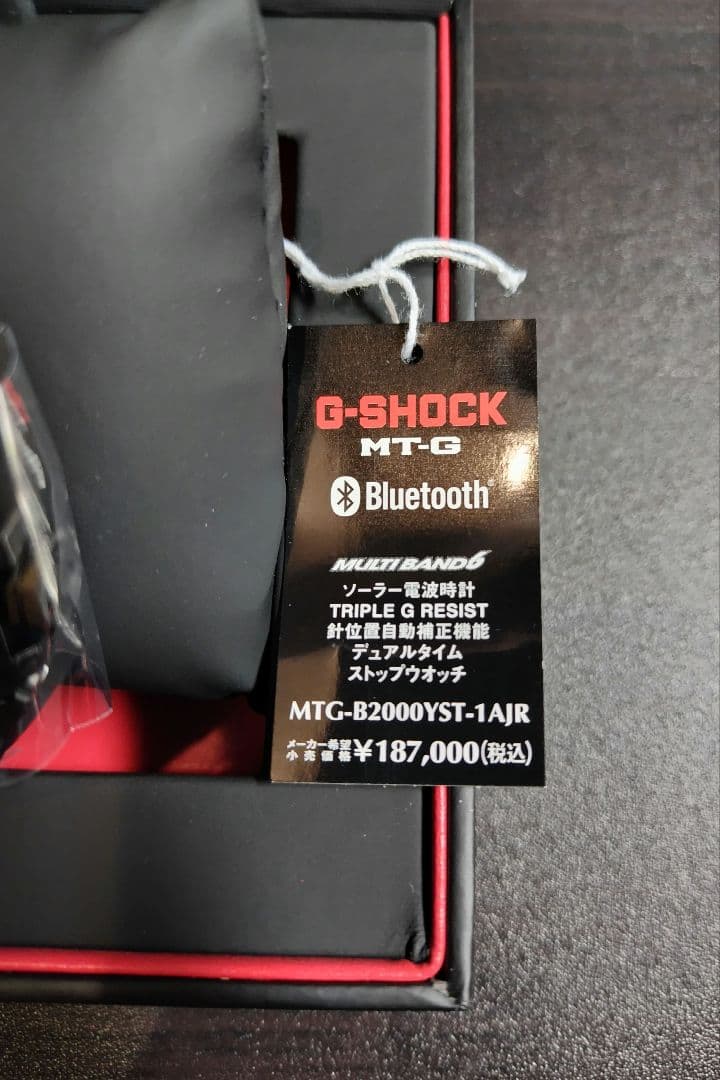 G-SHOCK
MT-G
Bluetooth®
MULTI BAND 6
ソーラー電波時計
TRIPLE G RESIST
針位置自動補正機能
デュアルタイム
ストップウオッチ
MTG-B2000YST-1AJR
メーカー希望小売価格¥187,000(税込)